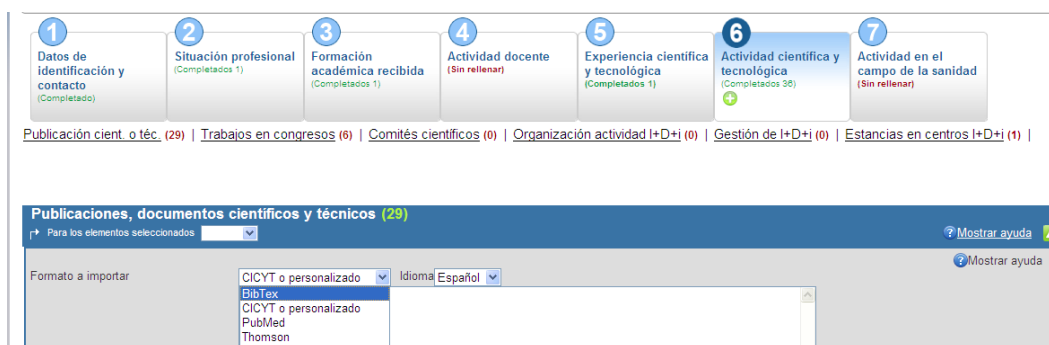 1
Datos de
identificación y
contacto
(Completado)
2
Situación profesional
(Completados 1)
3
Formación
académica recibida
(Completados 1)
4
Actividad docente
(Sin rellenar)
5
Experiencia científica
y tecnológica
(Completados 1)
6
Actividad científica y
tecnológica
(Completados 36)
7
Actividad en el
campo de la sanidad
(Sin rellenar)
Publicación cient. o téc. (29) | Trabajos en congresos (6) | Comités científicos (0) | Organización actividad I+D+i (0) | Gestión de I+D+i (0) | Estancias en centros I+D+i (1) |
Publicaciones, documentos científicos y técnicos (29)
Para los elementos seleccionados
? Mostrar ayuda
? Mostrar ayuda
Formato a importar CICYT o personalizado Idioma Español
BibTex
CICYT o personalizado
PubMed
Thomson